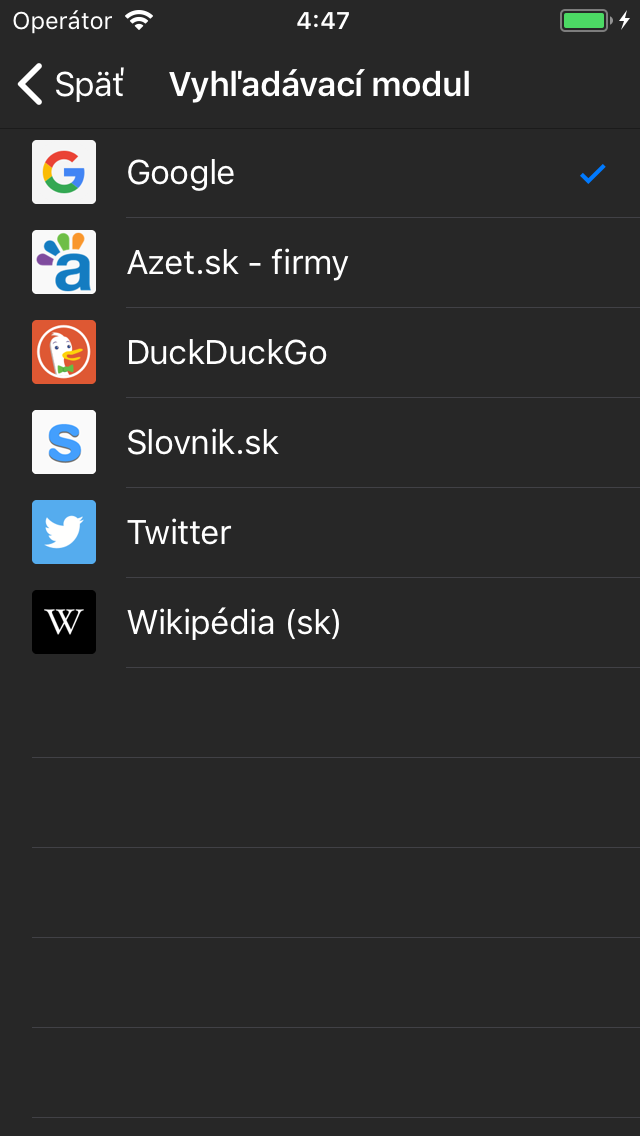 Operátor 4:47
Späť Vyhľadávací modul
Google
Azet.sk - firmy
DuckDuckGo
Slovnik.sk
Twitter
Wikipédia (sk)